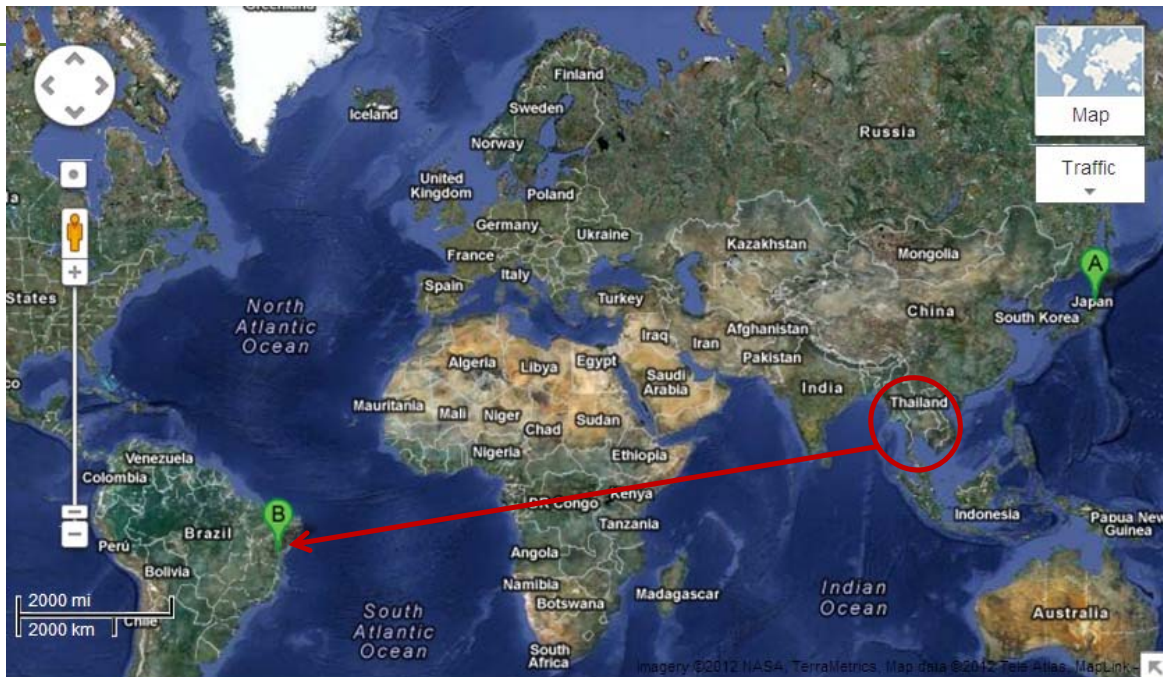 Greenland
Finland
Iceland
Sweden
Norway
Russia
Map
Traffic
United
Kingdom
Poland
Germany
Ukraine
France
Kazakhstan
Mongolia
A
Italy
Spain
States
North
Atlantic
Ocean
Turkey
Japan
China
South Korea
Iraq
Iran
Afghanistan
Pakistan
Algeria
Libya
Egypt
Saudi
Arabia
India
co
Mauritania
Mali
Niger
Chad
Sudan
Thailand
Nigeria
Ethiopia
Venezuela
Colombia
B
DR Congo
Kenya
Indonesia
Papua New
Guinea
Brazil
Tanzania
Perú
Angola
Bolivia
Namibia
Botswana
Madagascar
Indian
Ocean
2000 mi
2000 km
Chile
South
Atlantic
Ocean
Australia
South
Africa
Imagery ©2012 NASA, TerraMetrics, Map data ©2012 Tele Atlas, MapLink